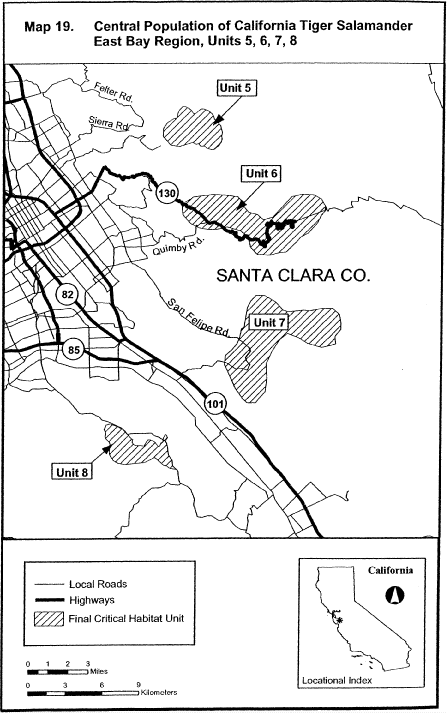 Map 19. Central Population of California Tiger Salamander
East Bay Region, Units 5, 6, 7, 8
Felter Rd.
Unit 5
Sierra Rd.
Unit 6
130
Quimby Rd.
SANTA CLARA CO.
82
San Felipe Rd.
Unit 7
85
101
Unit 8
Local Roads
Highways
Final Critical Habitat Unit
0 1 2 3
Miles
0 3 6 9
Kilometers
California
Locational Index